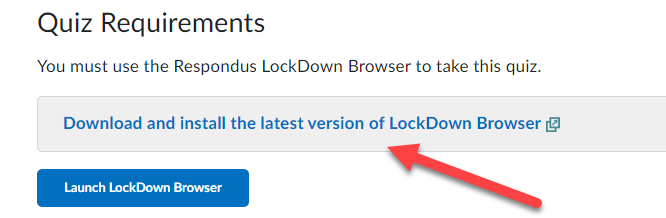 Quiz Requirements
You must use the Respondus LockDown Browser to take this quiz.
Download and install the latest version of LockDown Browser
Launch LockDown Browser